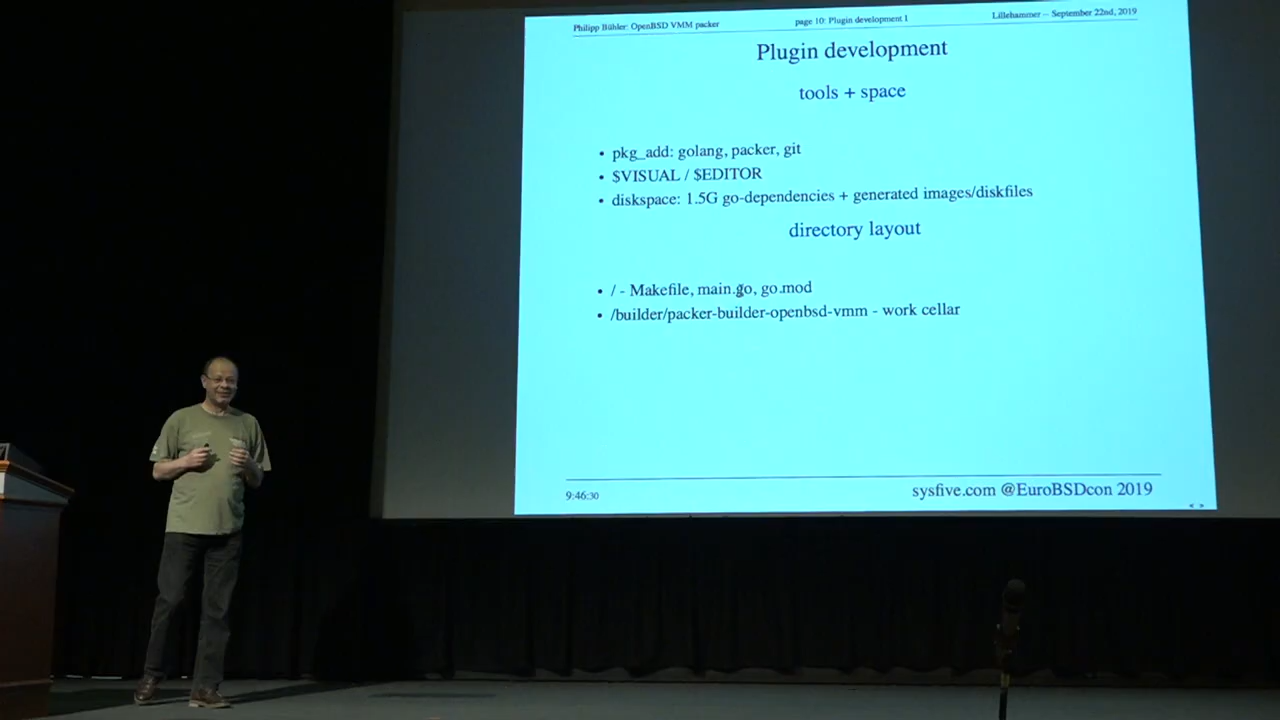 Philipp Bühler: OpenBSD VMM packer page 10: Plugin development 1 Lillehammer – September 22nd, 2019
Plugin development
tools + space
• pkg_add: golang, packer, git
• $VISUAL / $EDITOR
• diskspace: 1.5G go-dependencies + generated images/diskfiles
directory layout
• / - Makefile, main.go, go.mod
• /builder/packer-builder-openbsd-vmm - work cellar
9:46:30 sysfive.com @EuroBSDcon 2019